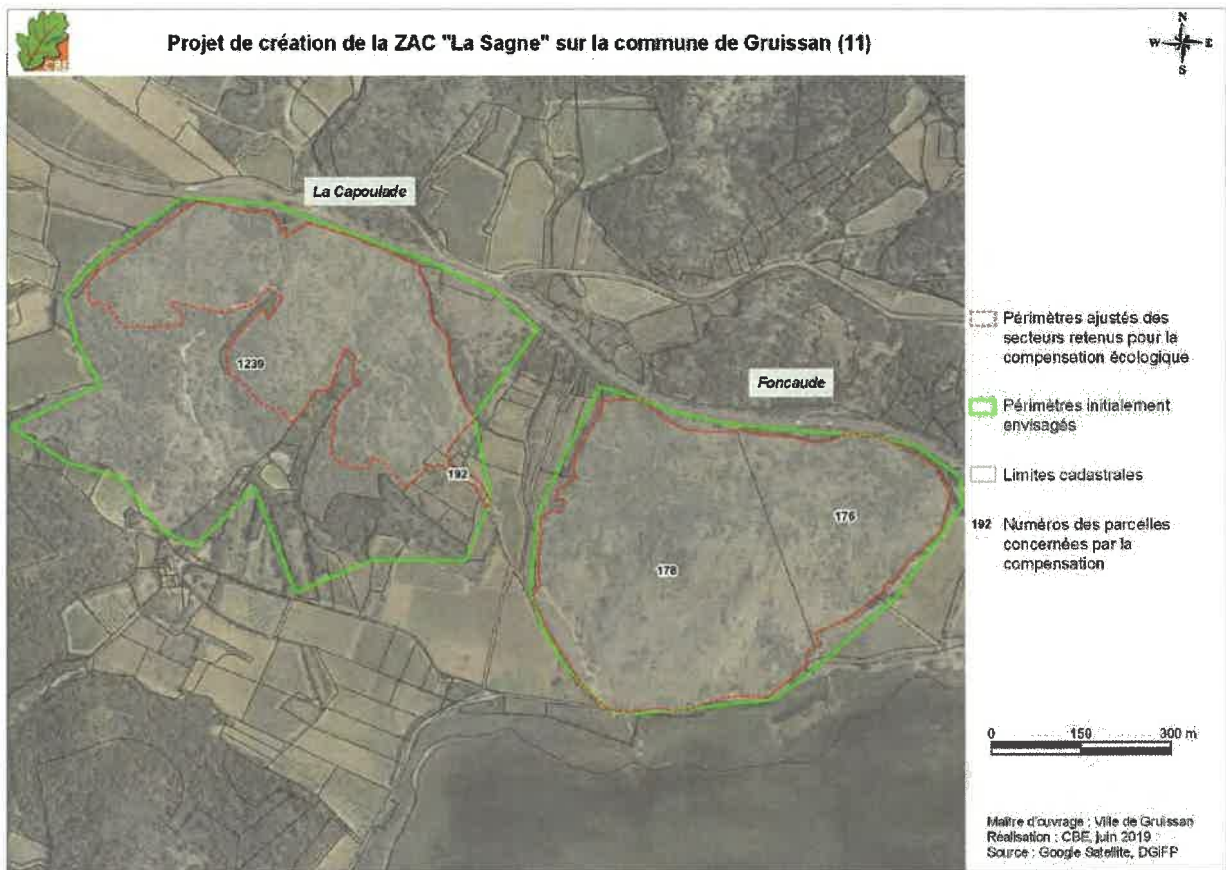 CBE
Projet de création de la ZAC "La Sagne" sur la commune de Gruissan (11)
N
W E
S
La Capoulade
Foncaude
1239
192
176
178
Périmètres ajustés des
secteurs retenus pour la
compensation écologique
Périmètres initialement
envisagés
Limites cadastrales
192 Numéros des parcelles
concernées par la
compensation
0 150 300 m
Maître d'ouvrage : Ville de Gruissan
Réalisation : CBE, juin 2019
Source : Google Satellite, DGiFP